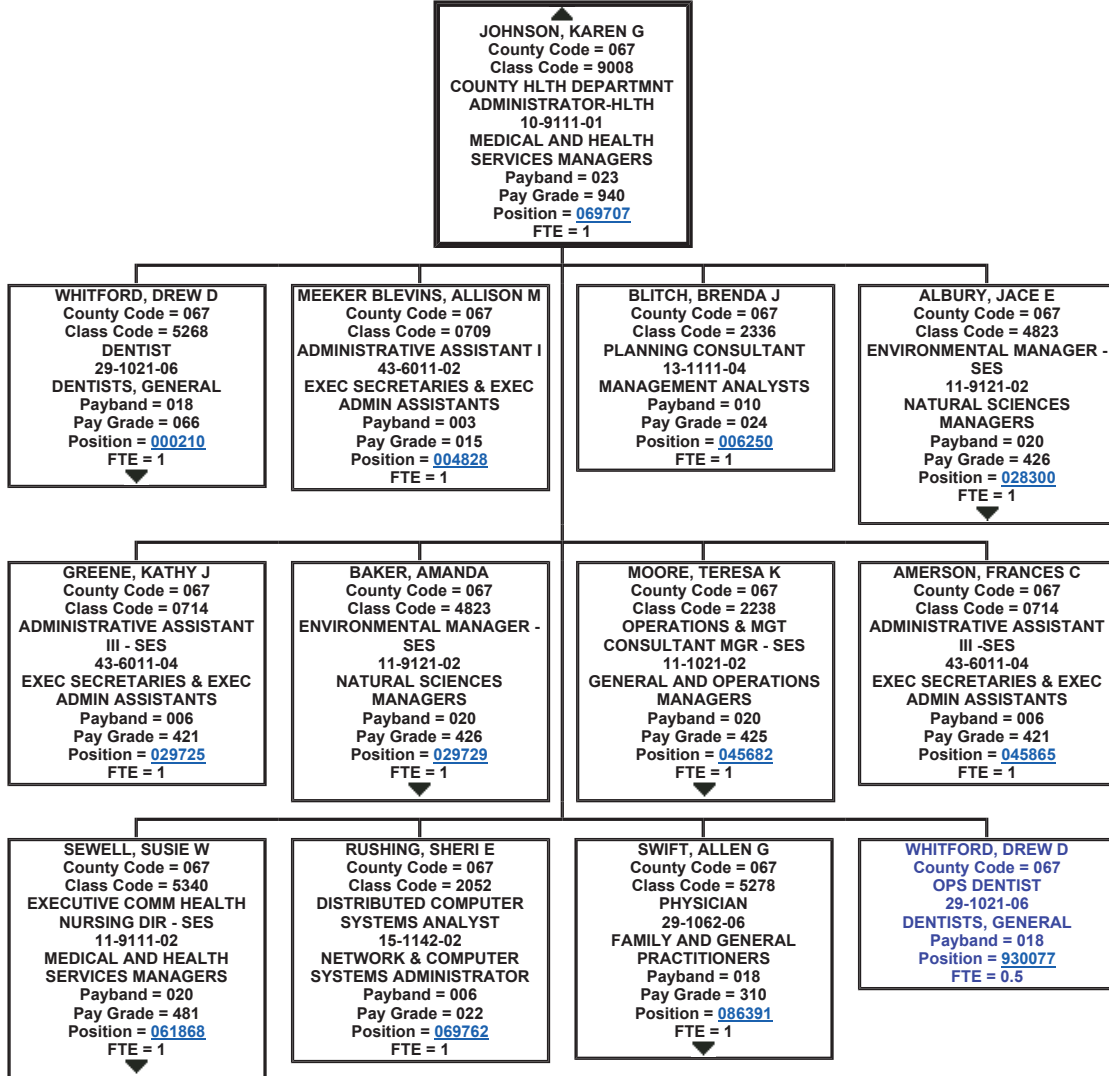 JOHNSON, KAREN G
County Code = 067
Class Code = 9008
COUNTY HLTH DEPARTMNT
ADMINISTRATOR-HLTH
10-9111-01
MEDICAL AND HEALTH
SERVICES MANAGERS
Payband = 023
Pay Grade = 940
Position = 069707
FTE = 1
WHITFORD, DREW D
County Code = 067
Class Code = 5268
DENTIST
29-1021-06
DENTISTS, GENERAL
Payband = 018
Pay Grade = 066
Position = 000210
FTE = 1
MEEKER BLEVINS, ALLISON M
County Code = 067
Class Code = 0709
ADMINISTRATIVE ASSISTANT I
43-6011-02
EXEC SECRETARIES & EXEC
ADMIN ASSISTANTS
Payband = 003
Pay Grade = 015
Position = 004828
FTE = 1
BLITCH, BRENDA J
County Code = 067
Class Code = 2336
PLANNING CONSULTANT
13-1111-04
MANAGEMENT ANALYSTS
Payband = 010
Pay Grade = 024
Position = 006250
FTE = 1
ALBURY, JACE E
County Code = 067
Class Code = 4823
ENVIRONMENTAL MANAGER -
SES
11-9121-02
NATURAL SCIENCES
MANAGERS
Payband = 020
Pay Grade = 426
Position = 028300
FTE = 1
GREENE, KATHY J
County Code = 067
Class Code = 0714
ADMINISTRATIVE ASSISTANT
III - SES
43-6011-04
EXEC SECRETARIES & EXEC
ADMIN ASSISTANTS
Payband = 006
Pay Grade = 421
Position = 029725
FTE = 1
BAKER, AMANDA
County Code = 067
Class Code = 4823
ENVIRONMENTAL MANAGER -
SES
11-9121-02
NATURAL SCIENCES
MANAGERS
Payband = 020
Pay Grade = 426
Position = 029729
FTE = 1
MOORE, TERESA K
County Code = 067
Class Code = 2238
OPERATIONS & MGT
CONSULTANT MGR - SES
11-1021-02
GENERAL AND OPERATIONS
MANAGERS
Payband = 020
Pay Grade = 425
Position = 045682
FTE = 1
AMERSON, FRANCES C
County Code = 067
Class Code = 0714
ADMINISTRATIVE ASSISTANT
III -SES
43-6011-04
EXEC SECRETARIES & EXEC
ADMIN ASSISTANTS
Payband = 006
Pay Grade = 421
Position = 045865
FTE = 1
SEWELL, SUSIE W
County Code = 067
Class Code = 5340
EXECUTIVE COMM HEALTH
NURSING DIR - SES
11-9111-02
MEDICAL AND HEALTH
SERVICES MANAGERS
Payband = 020
Pay Grade = 481
Position = 061868
FTE = 1
RUSHING, SHERI E
County Code = 067
Class Code = 2052
DISTRIBUTED COMPUTER
SYSTEMS ANALYST
15-1142-02
NETWORK & COMPUTER
SYSTEMS ADMINISTRATOR
Payband = 006
Pay Grade = 022
Position = 069762
FTE = 1
SWIFT, ALLEN G
County Code = 067
Class Code = 5278
PHYSICIAN
29-1062-06
FAMILY AND GENERAL
PRACTITIONERS
Payband = 018
Pay Grade = 310
Position = 086391
FTE = 1
WHITFORD, DREW D
County Code = 067
OPS DENTIST
29-1021-06
DENTISTS, GENERAL
Payband = 018
Position = 930077
FTE = 0.5